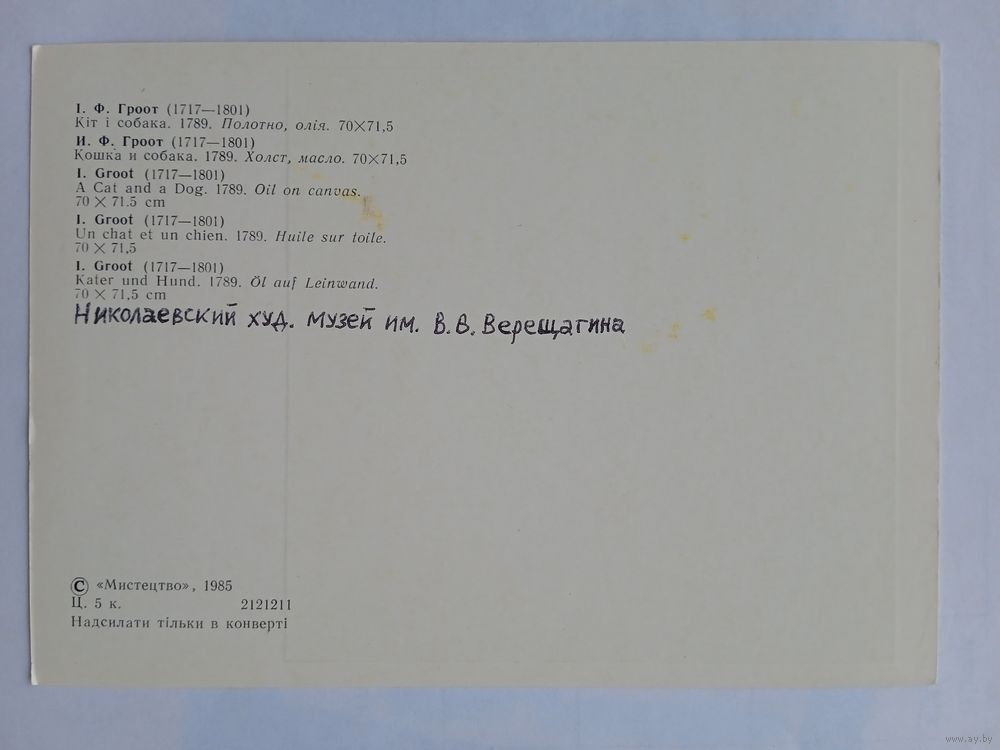 І. Ф. Гроот (1717—1801)
Кіт і собака. 1789. Полотно, олія. 70×71,5
И. Ф. Гроот (1717—1801)
Кошка и собака. 1789. Холст, масло. 70×71,5
I. Groot (1717—1801)
A Cat and a Dog. 1789. Oil on canvas.
70 × 71.5 cm
I. Groot (1717—1801)
Un chat et un chien. 1789. Huile sur toile.
70 × 71,5
I. Groot (1717—1801)
Kater und Hund. 1789. Öl auf Leinwand.
70 × 71,5 cm
Николаевский худ. музей им. В.В. Верещагина
© «Мистецтво», 1985
Ц. 5 к. 2121211
Надсилати тільки в конверті
www.ay.by